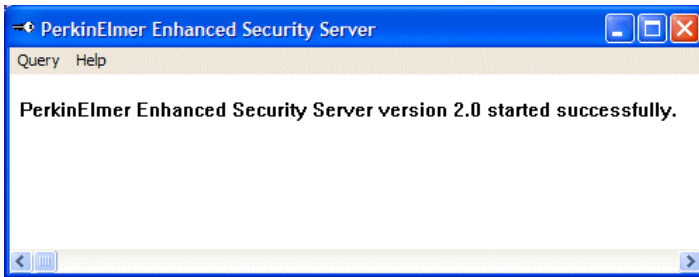 PerkinElmer Enhanced Security Server
Query Help
PerkinElmer Enhanced Security Server version 2.0 started successfully.